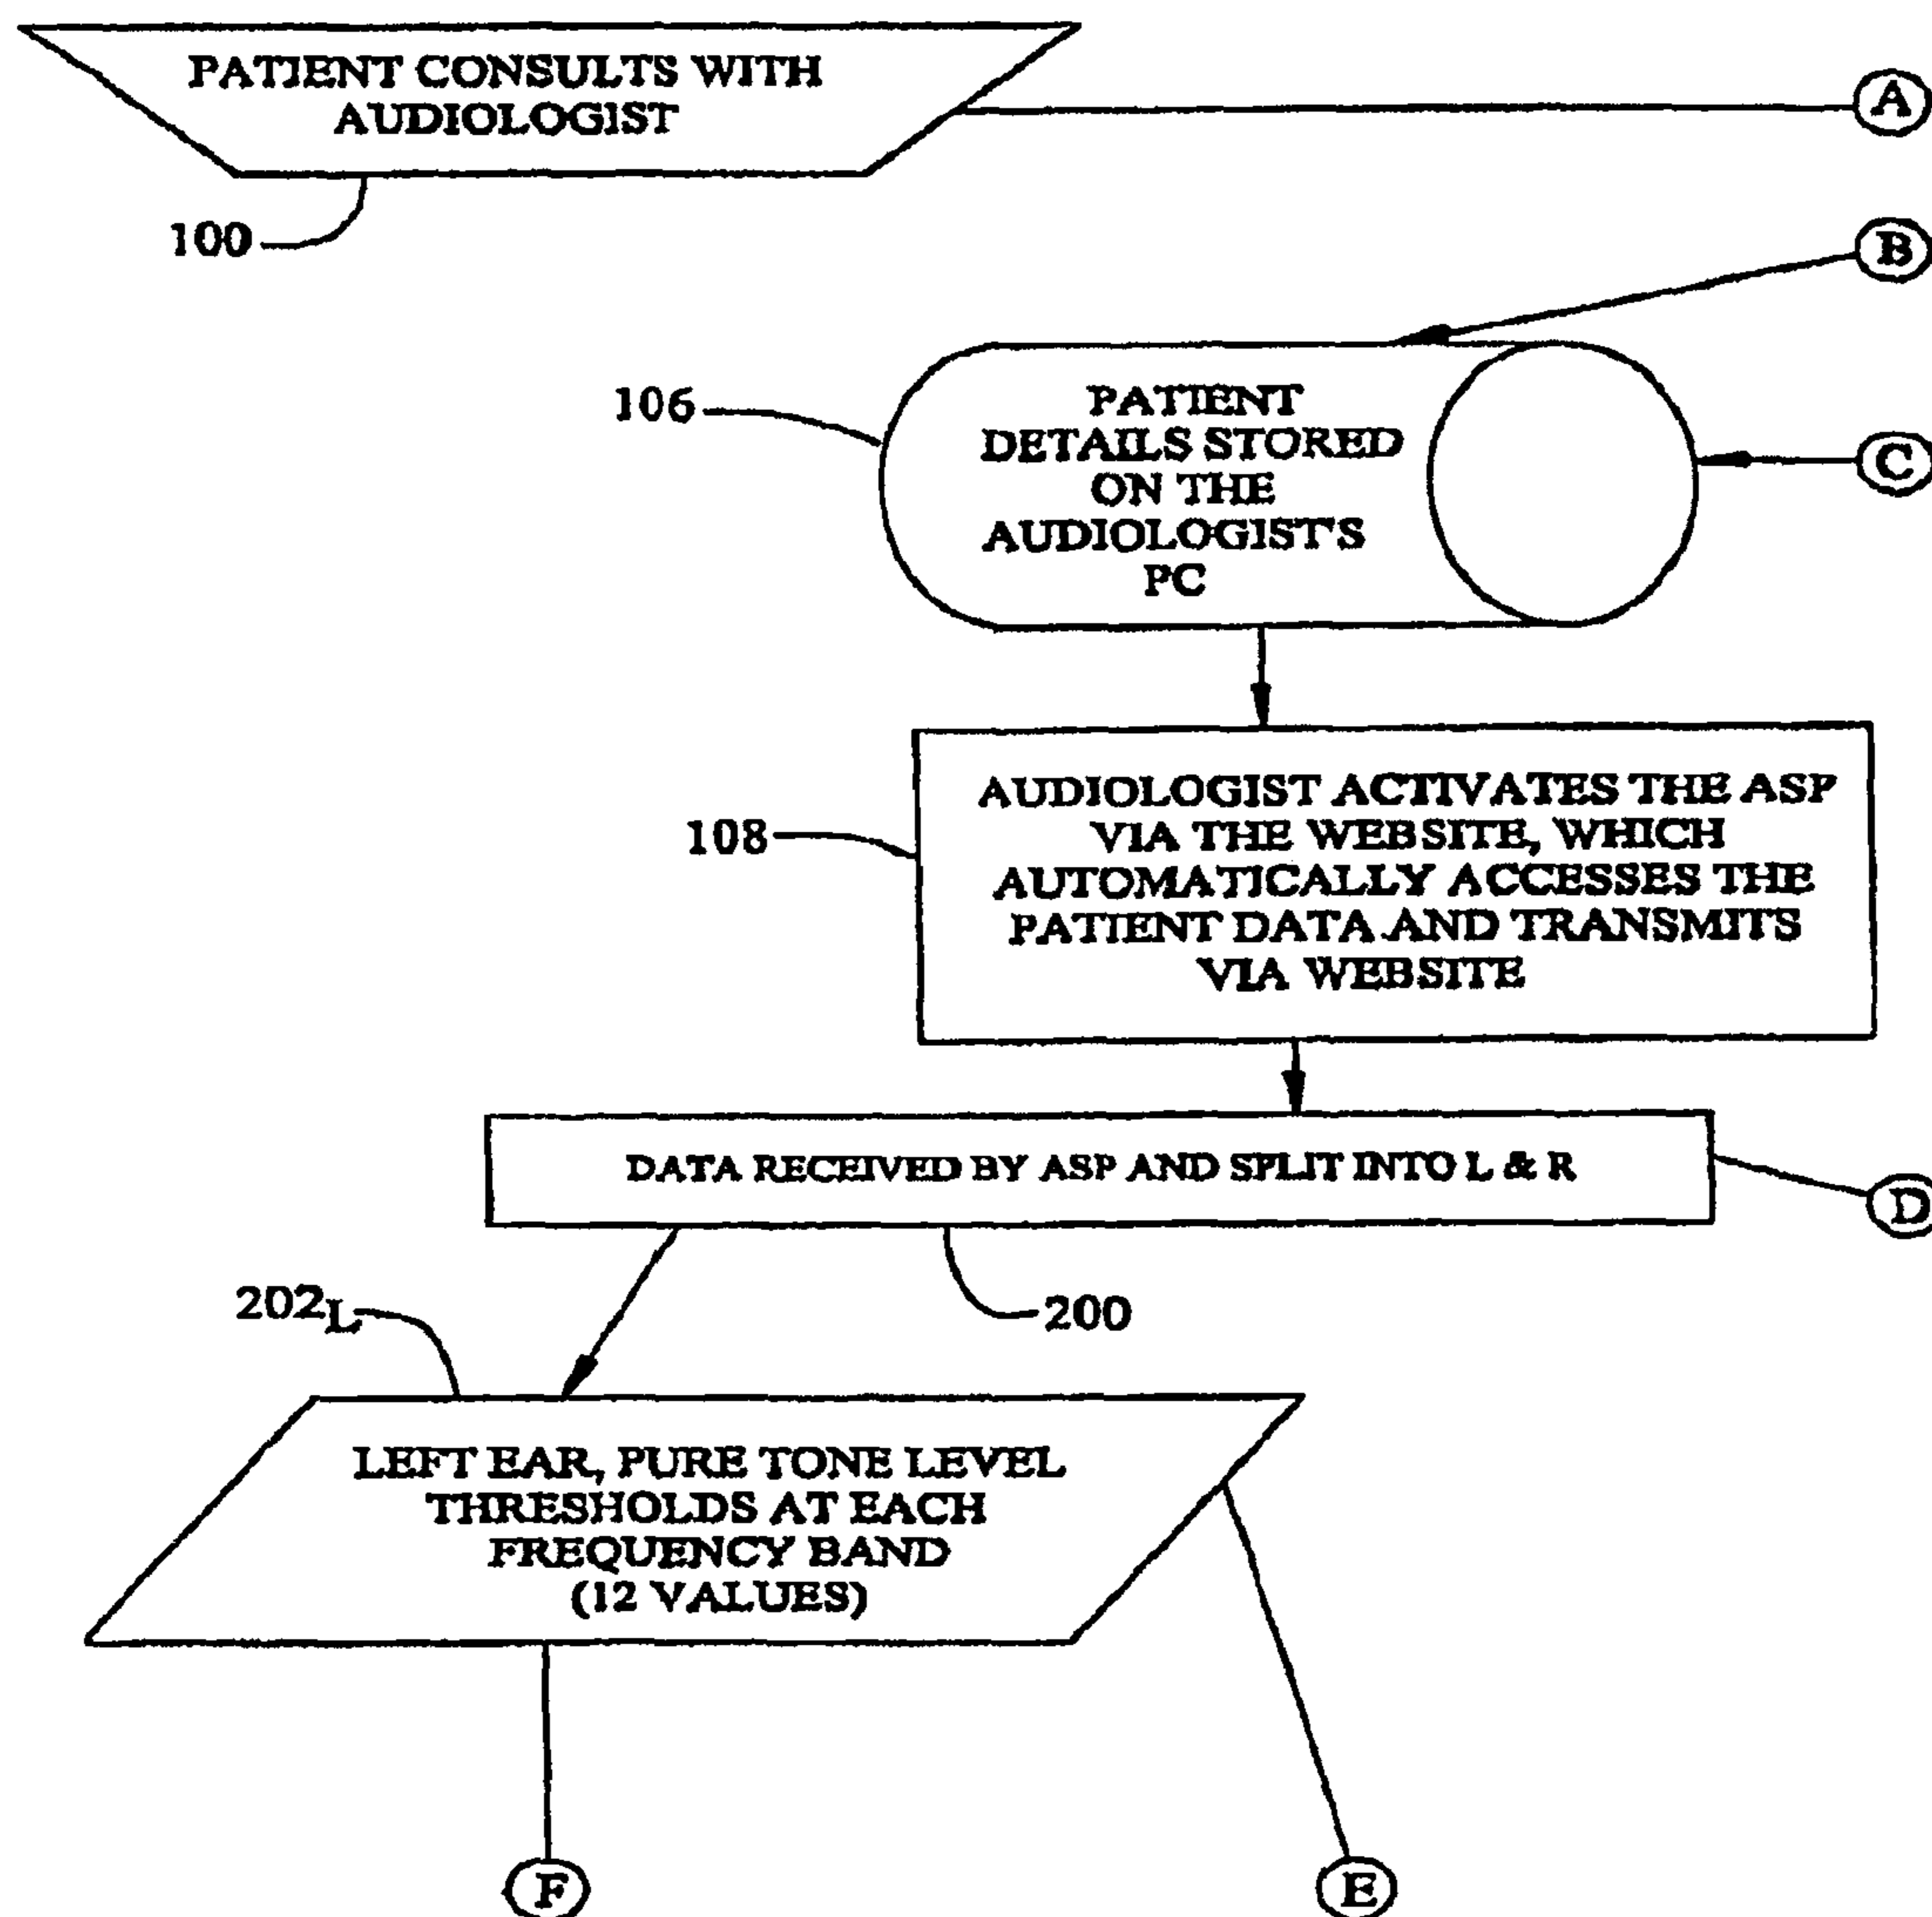 PATIENT CONSULTS WITH
AUDIOLOGIST
A
100
B
106
PATIENT
DETAILS STORED
ON THE
AUDIOLOGIST'S
PC
C
108
AUDIOLOGIST ACTIVATES THE ASP
VIA THE WEBSITE, WHICH
AUTOMATICALLY ACCESSES THE
PATIENT DATA AND TRANSMITS
VIA WEBSITE
DATA RECEIVED BY ASP AND SPLIT INTO L & R
D
202L
200
LEFT EAR, PURE TONE LEVEL
THRESHOLDS AT EACH
FREQUENCY BAND
(12 VALUES)
F
E